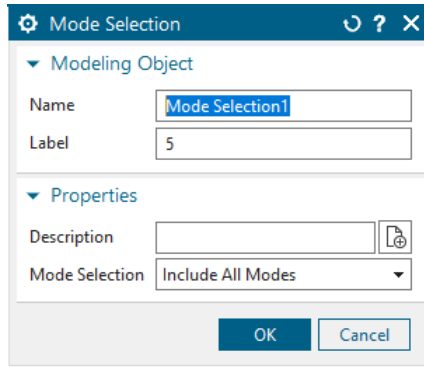 Mode Selection
Modeling Object
Name Mode Selection1
Label 5
Properties
Description
Mode Selection Include All Modes
OK Cancel